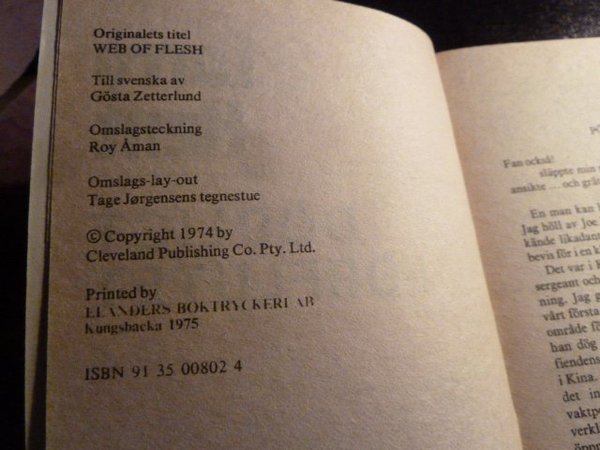 Originalets titel
WEB OF FLESH
Till svenska av
Gösta Zetterlund
Omslagsteckning
Roy Åman
Omslags-lay-out
Tage Jørgensens tegnestue
© Copyright 1974 by
Cleveland Publishing Co. Pty. Ltd.
Printed by
ELANDERS BOKTRYCKERI AB
Kungsbacka 1975
ISBN 91 35 00802 4
Fan också!
släppte min
ansikte ... och gråt
En man kan
Jag höll av Joe
kände likadant
bevis för i en k
Det var i K
sergeant och
ning. Jag g
vårt första
område fö
han dög
fiendens
i Kina.
det in
vaktp
verkl
öppn